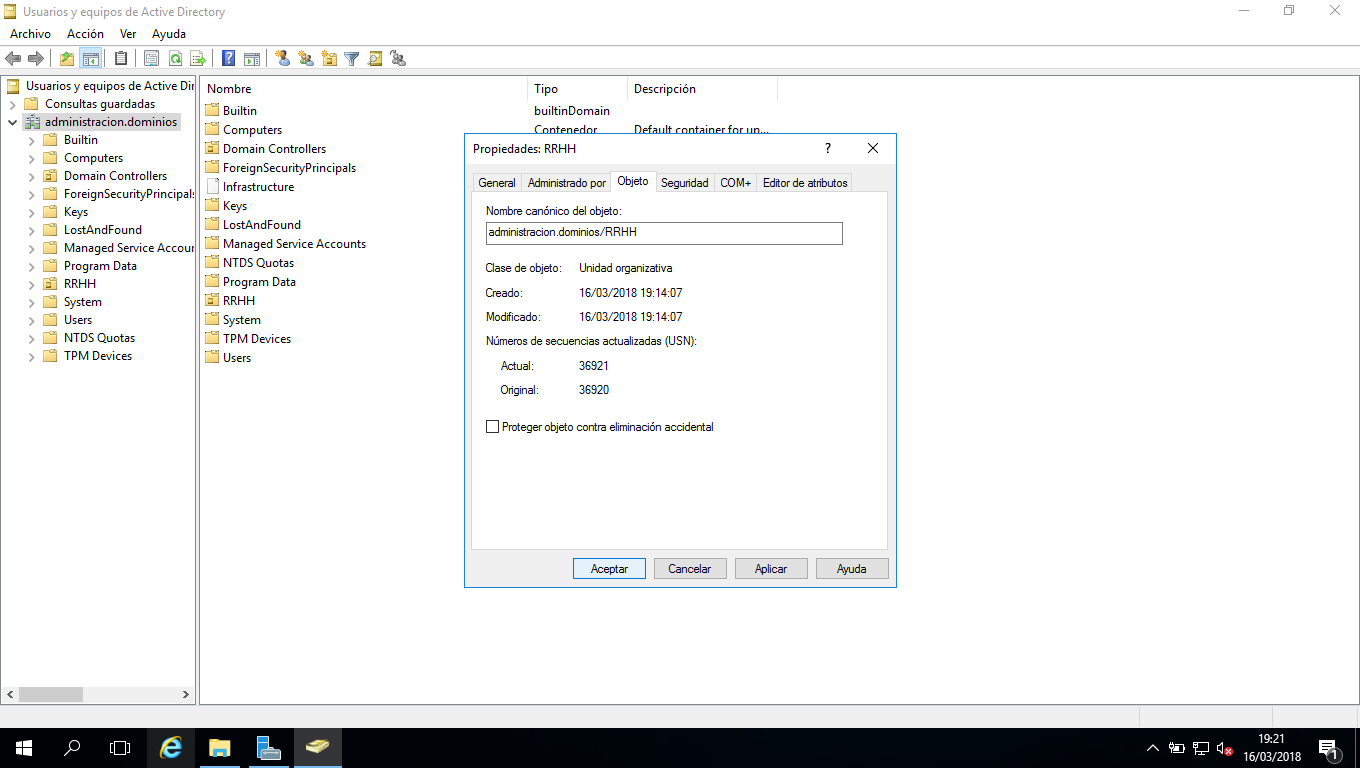 Usuarios y equipos de Active Directory
Archivo Acción Ver Ayuda
Usuarios y equipos de Active Dir
Consultas guardadas
administracion.dominios
Builtin
Computers
Domain Controllers
ForeignSecurityPrincipals
Keys
LostAndFound
Managed Service Accour
Program Data
RRHH
System
Users
NTDS Quotas
TPM Devices
Nombre Tipo Descripción
Builtin builtinDomain
Computers Contenedor Default container for up...
Domain Controllers
ForeignSecurityPrincipals
Infrastructure
Keys
LostAndFound
Managed Service Accounts
NTDS Quotas
Program Data
RRHH
System
TPM Devices
Users
Propiedades: RRHH ?
General Administrado por Objeto Seguridad COM+ Editor de atributos
Nombre canónico del objeto:
administracion.dominios/RRHH
Clase de objeto: Unidad organizativa
Creado: 16/03/2018 19:14:07
Modificado: 16/03/2018 19:14:07
Números de secuencias actualizadas (USN):
Actual: 36921
Original: 36920
Proteger objeto contra eliminación accidental
Aceptar Cancelar Aplicar Ayuda
19:21
16/03/2018
1